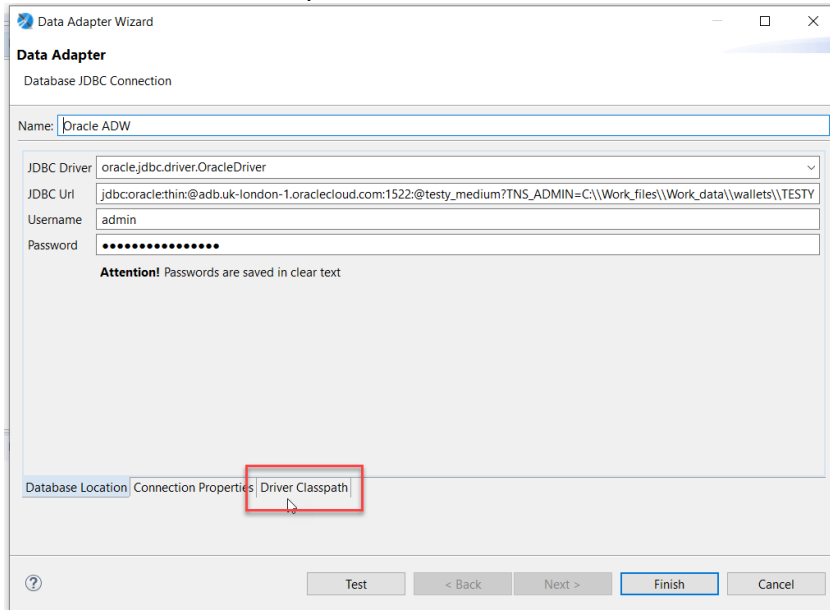 Data Adapter Wizard
Data Adapter
Database JDBC Connection
Name: Oracle ADW
JDBC Driver oracle.jdbc.driver.OracleDriver
JDBC Url jdbc:oracle:thin:@adb.uk-london-1.oraclecloud.com:1522:@testy_medium?TNS_ADMIN=C:\\Work_files\\Work_data\\wallets\\TESTY
Username admin
Password ●●●●●●●●●●●●●●●●
Attention! Passwords are saved in clear text
Database Location Connection Properties Driver Classpath
? Test < Back Next > Finish Cancel